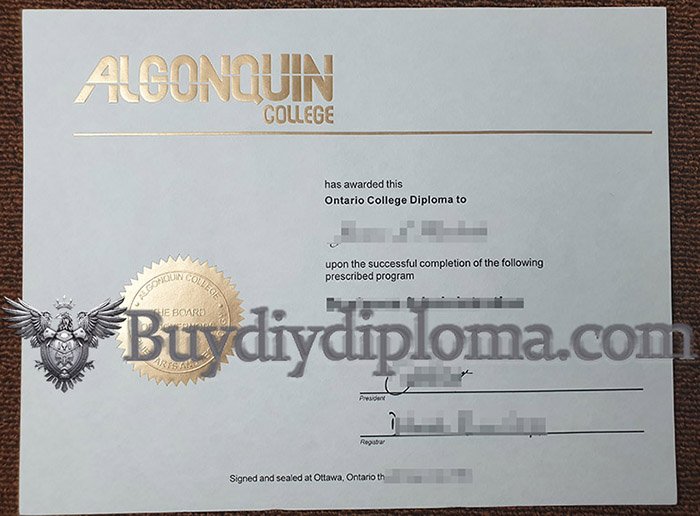 ALGONQUIN
COLLEGE
has awarded this
Ontario College Diploma to
upon the successful completion of the following
prescribed program
ALGONQUIN COLLEGE
THE BOARD
Buydiydiploma.com
President
Registrar
Signed and sealed at Ottawa, Ontario th